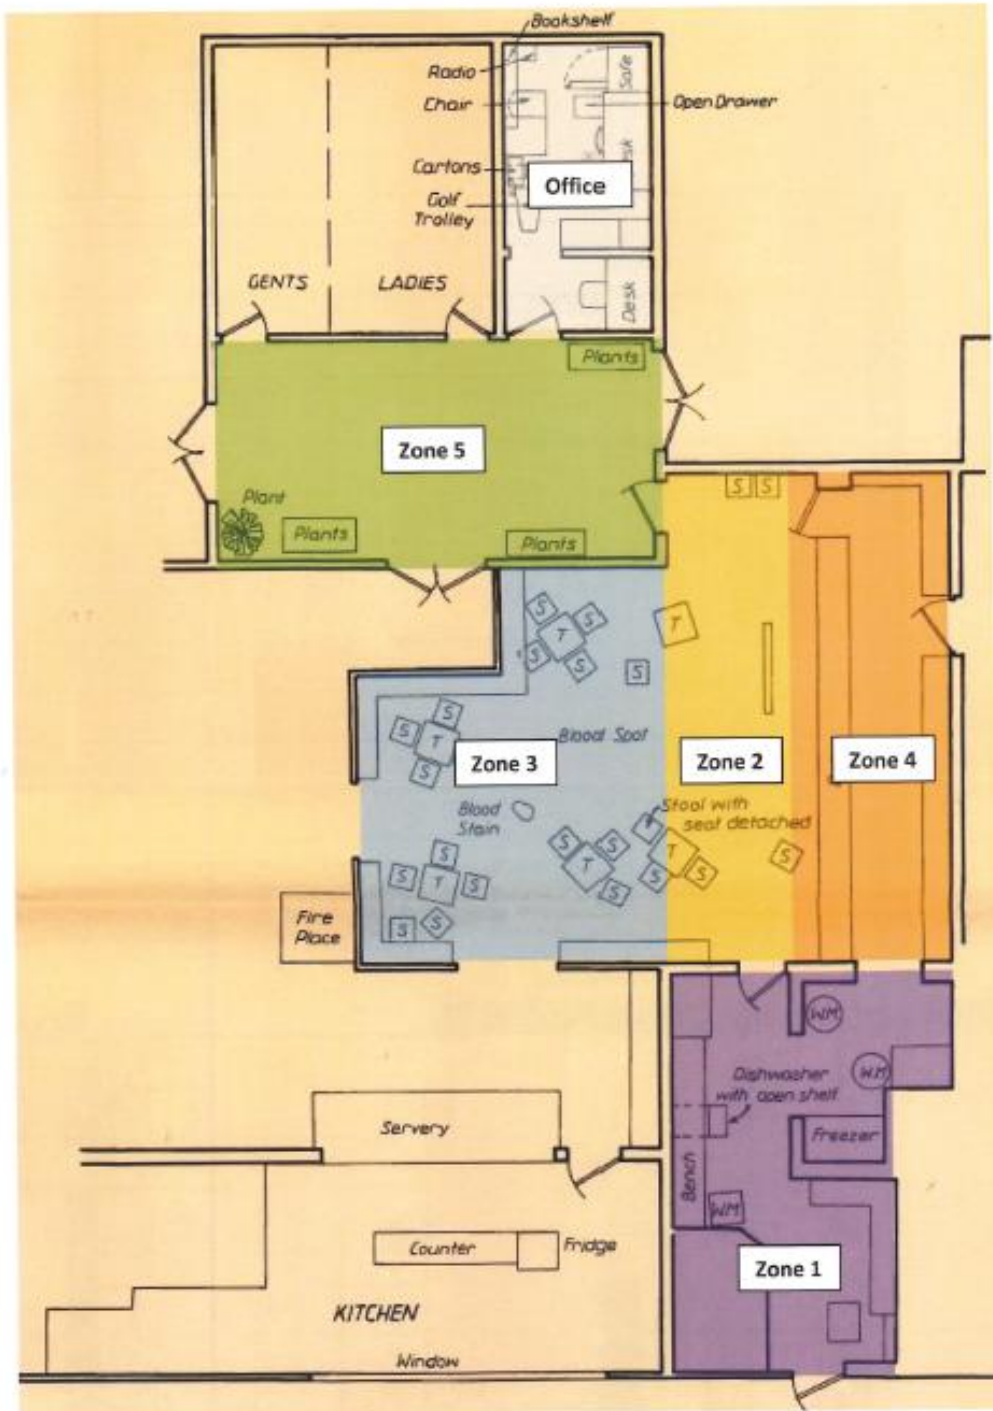 Bookshelf
Radio
Safe
Chair
Open Drawer
Cartons
Office
Golf
Trolley
GENTS
LADIES
Desk
Plants
Zone 5
Plant
Plants
Plants
S
S
S
S
T
T
S
S
S
S
S
T
S
Blood Spot
Zone 3
Zone 2
Zone 4
S
Blood
Stain
Stool with
seat detached
S
S
S
T
T
S
S
S
T
S
S
S
S
S
Fire
Place
WM
WM
Dishwasher
with open shelf
Servery
Freezer
Bench
WM
Counter
Fridge
Zone 1
KITCHEN
Window